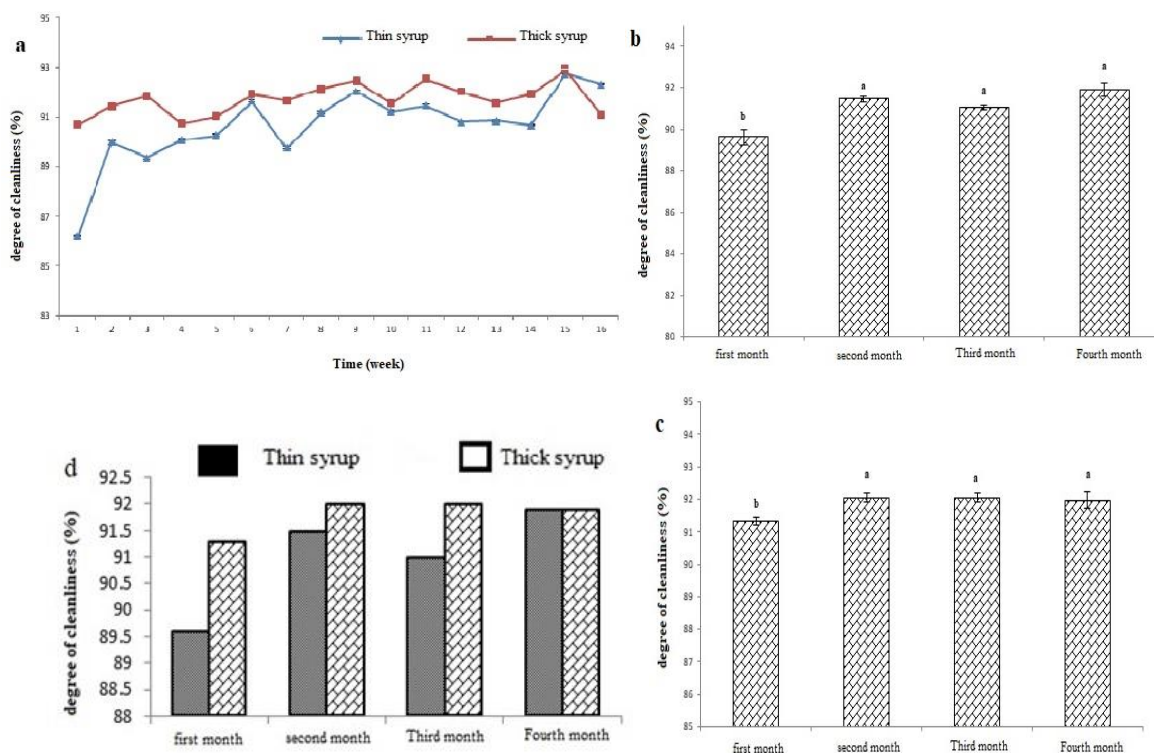 a
Thin syrup
Thick syrup
degree of cleanliness (%)
95
93
91
89
87
85
83
1 2 3 4 5 6 7 8 9 10 11 12 13 14 15 16
Time (week)
b
degree of cleanliness (%)
94
92
90
88
86
84
82
80
b
a
a
a
first month second month Third month Fourth month
d
Thin syrup
Thick syrup
degree of cleanliness (%)
92.5
92
91.5
91
90.5
90
89.5
89
88.5
88
first month second month Third month Fourth month
c
degree of cleanliness (%)
95
94
93
92
91
90
89
88
87
86
85
b
a
a
a
first month second month Third month Fourth month